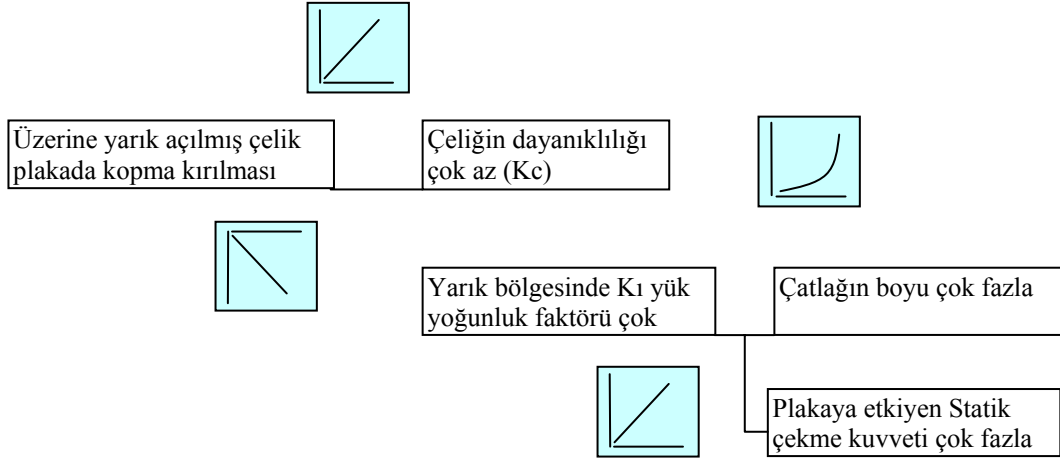 Üzerine yarık açılmış çelik
plakada kopma kırılması
Çeliğin dayanıklılığı
çok az (Kc)
Yarık bölgesinde Kı yük
yoğunluk faktörü çok
Çatlağın boyu çok fazla
Plakaya etkiyen Statik
çekme kuvveti çok fazla